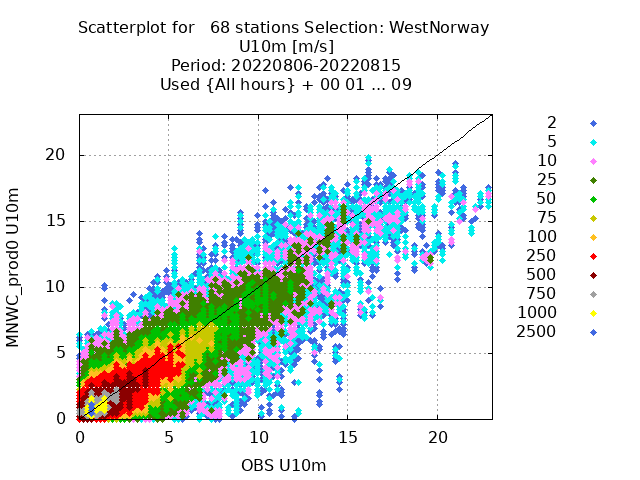 Scatterplot for   68 stations Selection: WestNorway
U10m [m/s]
Period: 20220806-20220815
Used {All hours} + 00 01 ... 09
2
5
10
25
50
75
100
250
500
750
1000
2500
MNWC_prod0 U10m
20
15
10
5
0
0 5 10 15 20
OBS U10m